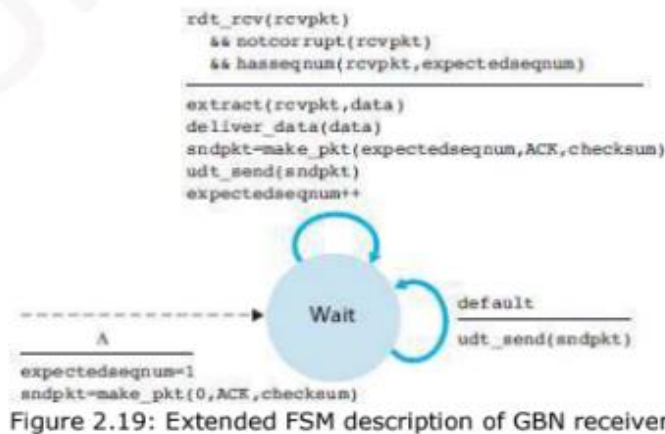 rdt_rcv(rcvpkt)
&& notcorrupt(rcvpkt)
&& hasseqnum(rcvpkt,expectedseqnum)
extract(rcvpkt,data)
deliver_data(data)
sndpkt=make_pkt(expectedseqnum,ACK,checksum)
udt_send(sndpkt)
expectedseqnum++
Wait
default
udt_send(sndpkt)
Λ
expectedseqnum=1
sndpkt=make_pkt(0,ACK,checksum)
Figure 2.19: Extended FSM description of GBN receiver